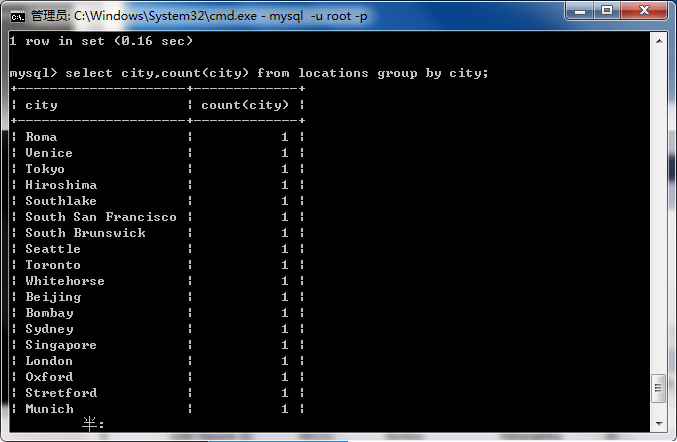 管理员: C:\Windows\System32\cmd.exe - mysql  -u root -p
1 row in set (0.16 sec)
mysql> select city,count(city) from locations group by city;
+---------------------+-------------+
| city                | count(city) |
+---------------------+-------------+
| Roma                |           1 |
| Venice              |           1 |
| Tokyo               |           1 |
| Hiroshima           |           1 |
| Southlake           |           1 |
| South San Francisco |           1 |
| South Brunswick     |           1 |
| Seattle             |           1 |
| Toronto             |           1 |
| Whitehorse          |           1 |
| Beijing             |           1 |
| Bombay              |           1 |
| Sydney              |           1 |
| Singapore           |           1 |
| London              |           1 |
| Oxford              |           1 |
| Stretford           |           1 |
| Munich              |           1 |
半: